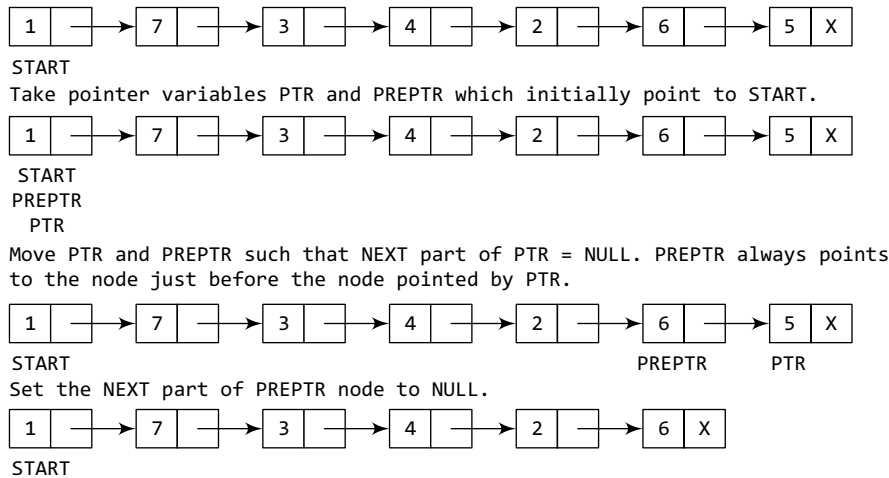 1 7 3 4 2 6 5 X
START
Take pointer variables PTR and PREPTR which initially point to START.
1 7 3 4 2 6 5 X
START
PREPTR
PTR
Move PTR and PREPTR such that NEXT part of PTR = NULL. PREPTR always points
to the node just before the node pointed by PTR.
1 7 3 4 2 6 5 X
START PREPTR PTR
Set the NEXT part of PREPTR node to NULL.
1 7 3 4 2 6 X
START